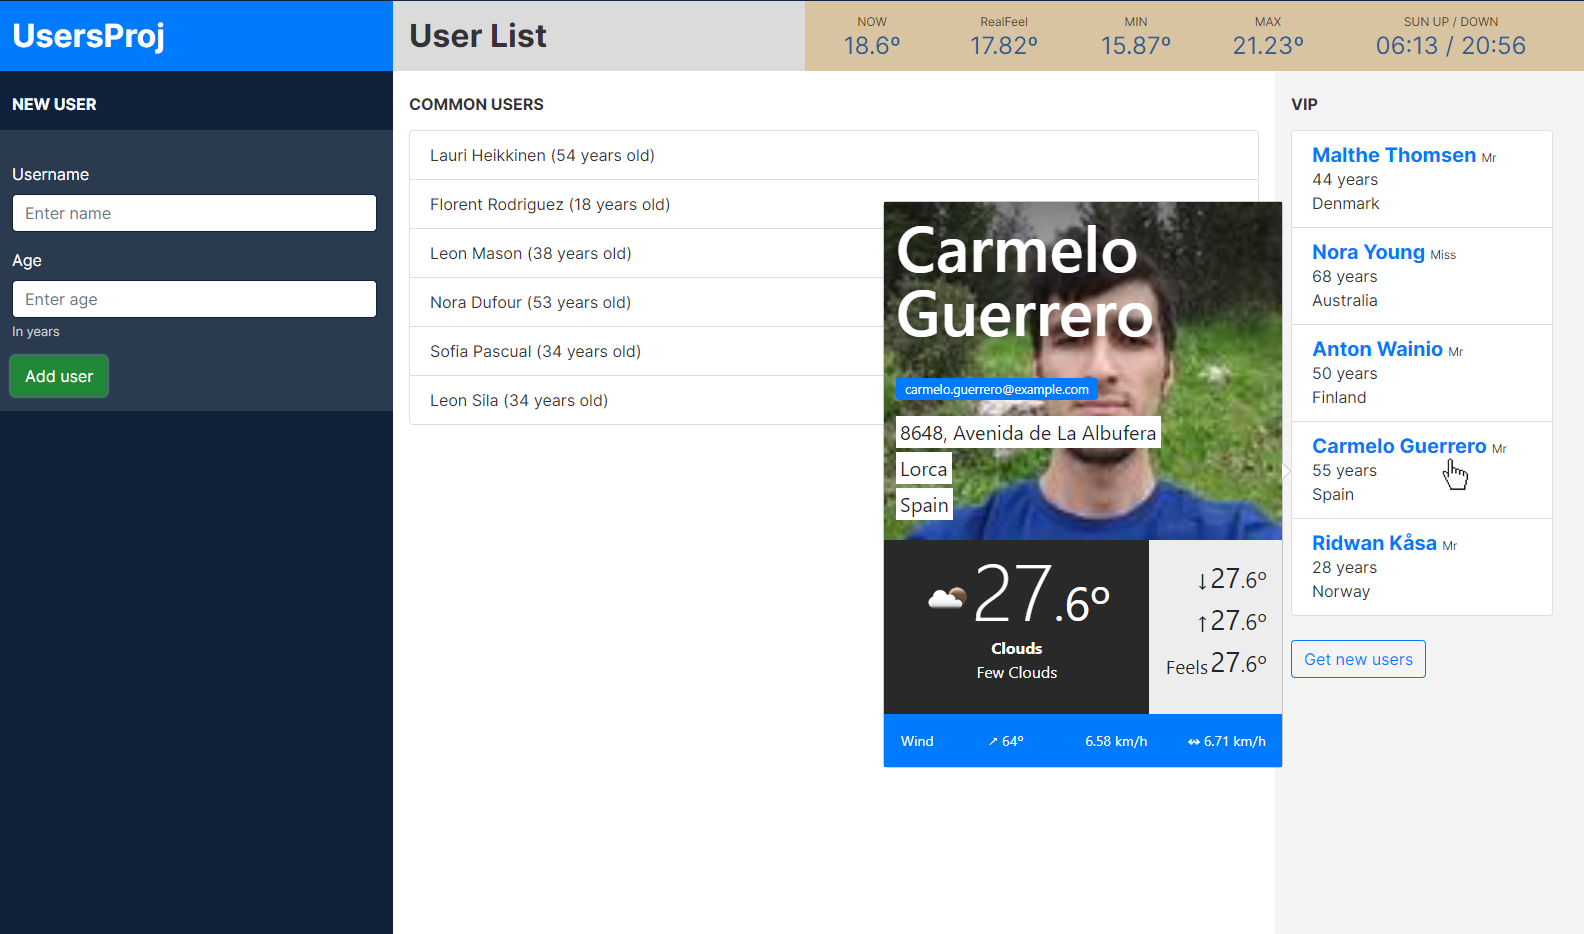 UsersProj
User List
NOW
18.6º
RealFeel
17.82º
MIN
15.87º
MAX
21.23º
SUN UP / DOWN
06:13 / 20:56
NEW USER
Username
Enter name
Age
Enter age
In years
Add user
COMMON USERS
Lauri Heikkinen (54 years old)
Florent Rodriguez (18 years old)
Leon Mason (38 years old)
Nora Dufour (53 years old)
Sofia Pascual (34 years old)
Leon Sila (34 years old)
Carmelo
Guerrero
carmelo.guerrero@example.com
8648, Avenida de La Albufera
Lorca
Spain
27.6º
Clouds
Few Clouds
↓27.6º
↑27.6º
Feels 27.6º
Wind ↗ 64º 6.58 km/h ↭ 6.71 km/h
VIP
Malthe Thomsen Mr
44 years
Denmark
Nora Young Miss
68 years
Australia
Anton Wainio Mr
50 years
Finland
Carmelo Guerrero Mr
55 years
Spain
Ridwan Kåsa Mr
28 years
Norway
Get new users